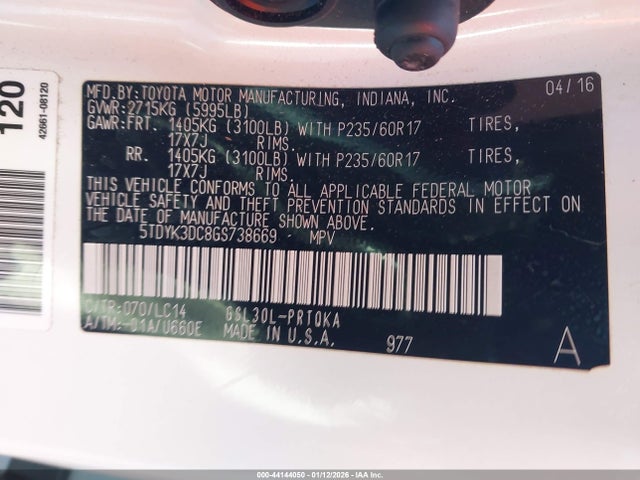 120
42661-08120
MFD.BY:TOYOTA MOTOR MANUFACTURING, INDIANA, INC. 04/16
GVWR:2715KG (5995LB)
GAWR:FRT. 1405KG (3100LB) WITH P235/60R17 TIRES,
17X7J RIMS.
RR. 1405KG (3100LB) WITH P235/60R17 TIRES,
17X7J RIMS.
THIS VEHICLE CONFORMS TO ALL APPLICABLE FEDERAL MOTOR
VEHICLE SAFETY AND THEFT PREVENTION STANDARDS IN EFFECT ON
THE DATE OF MANUFACTURE SHOWN ABOVE.
5TDYK3DC8GS738669 MPV
C/TR:070/LC14 GSL30L-PRTQKA
A/TM:-01A/U660E MADE IN U.S.A. 977 A
000-44144050 - 01/12/2026 - IAA Inc.